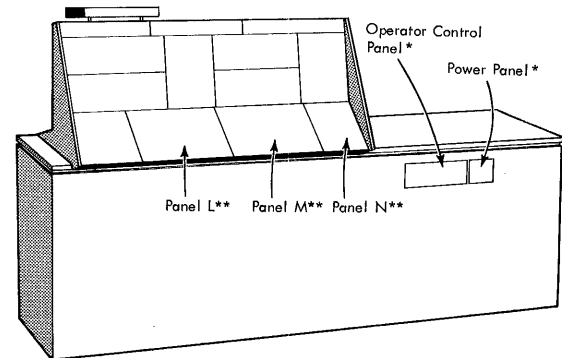 Operator Control
Panel*
Power Panel*
Panel L** Panel M** Panel N**